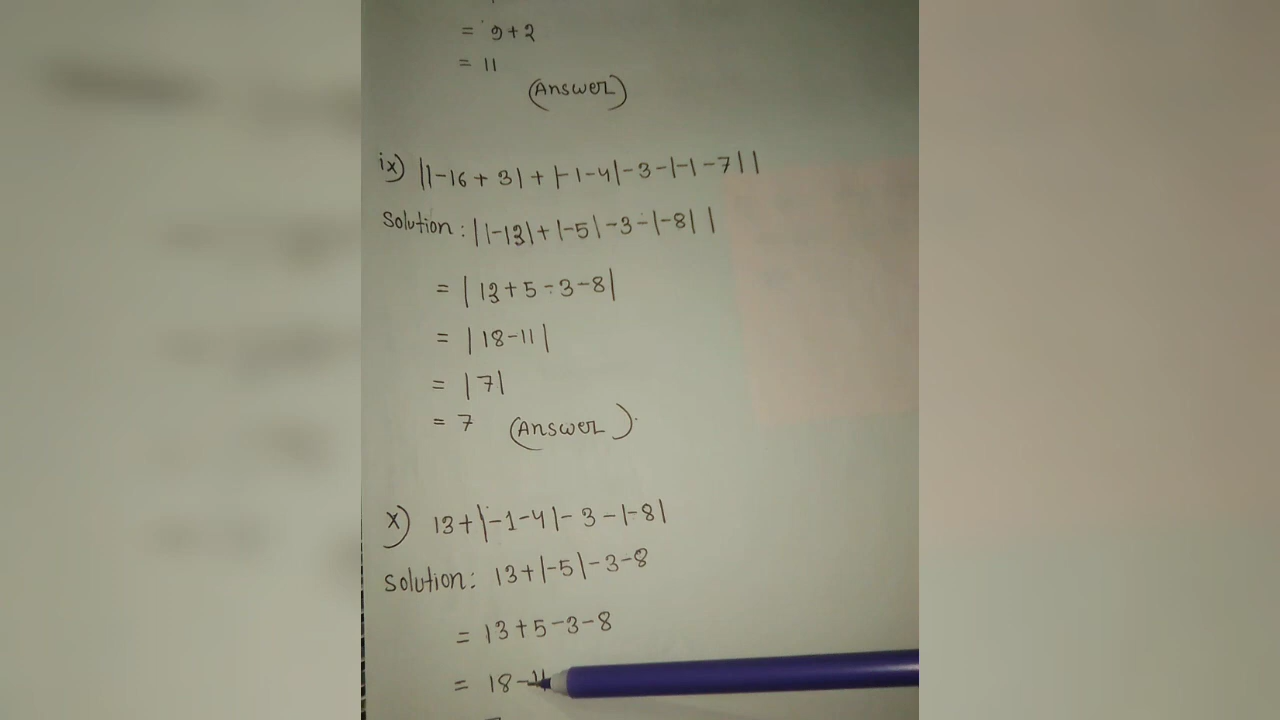 = 9+2
= 11
(Answer)
ix) ||-16 + 3| + |-1-4|-3-|-1-7||
Solution: ||-13|+|-5|-3-|-8||
= |13+5-3-8|
= |18-11|
= |7|
= 7 (Answer)
x) 13+|-1-4|-3-|-8|
Solution: 13+|-5|-3-8
= 13+5-3-8
= 18-11